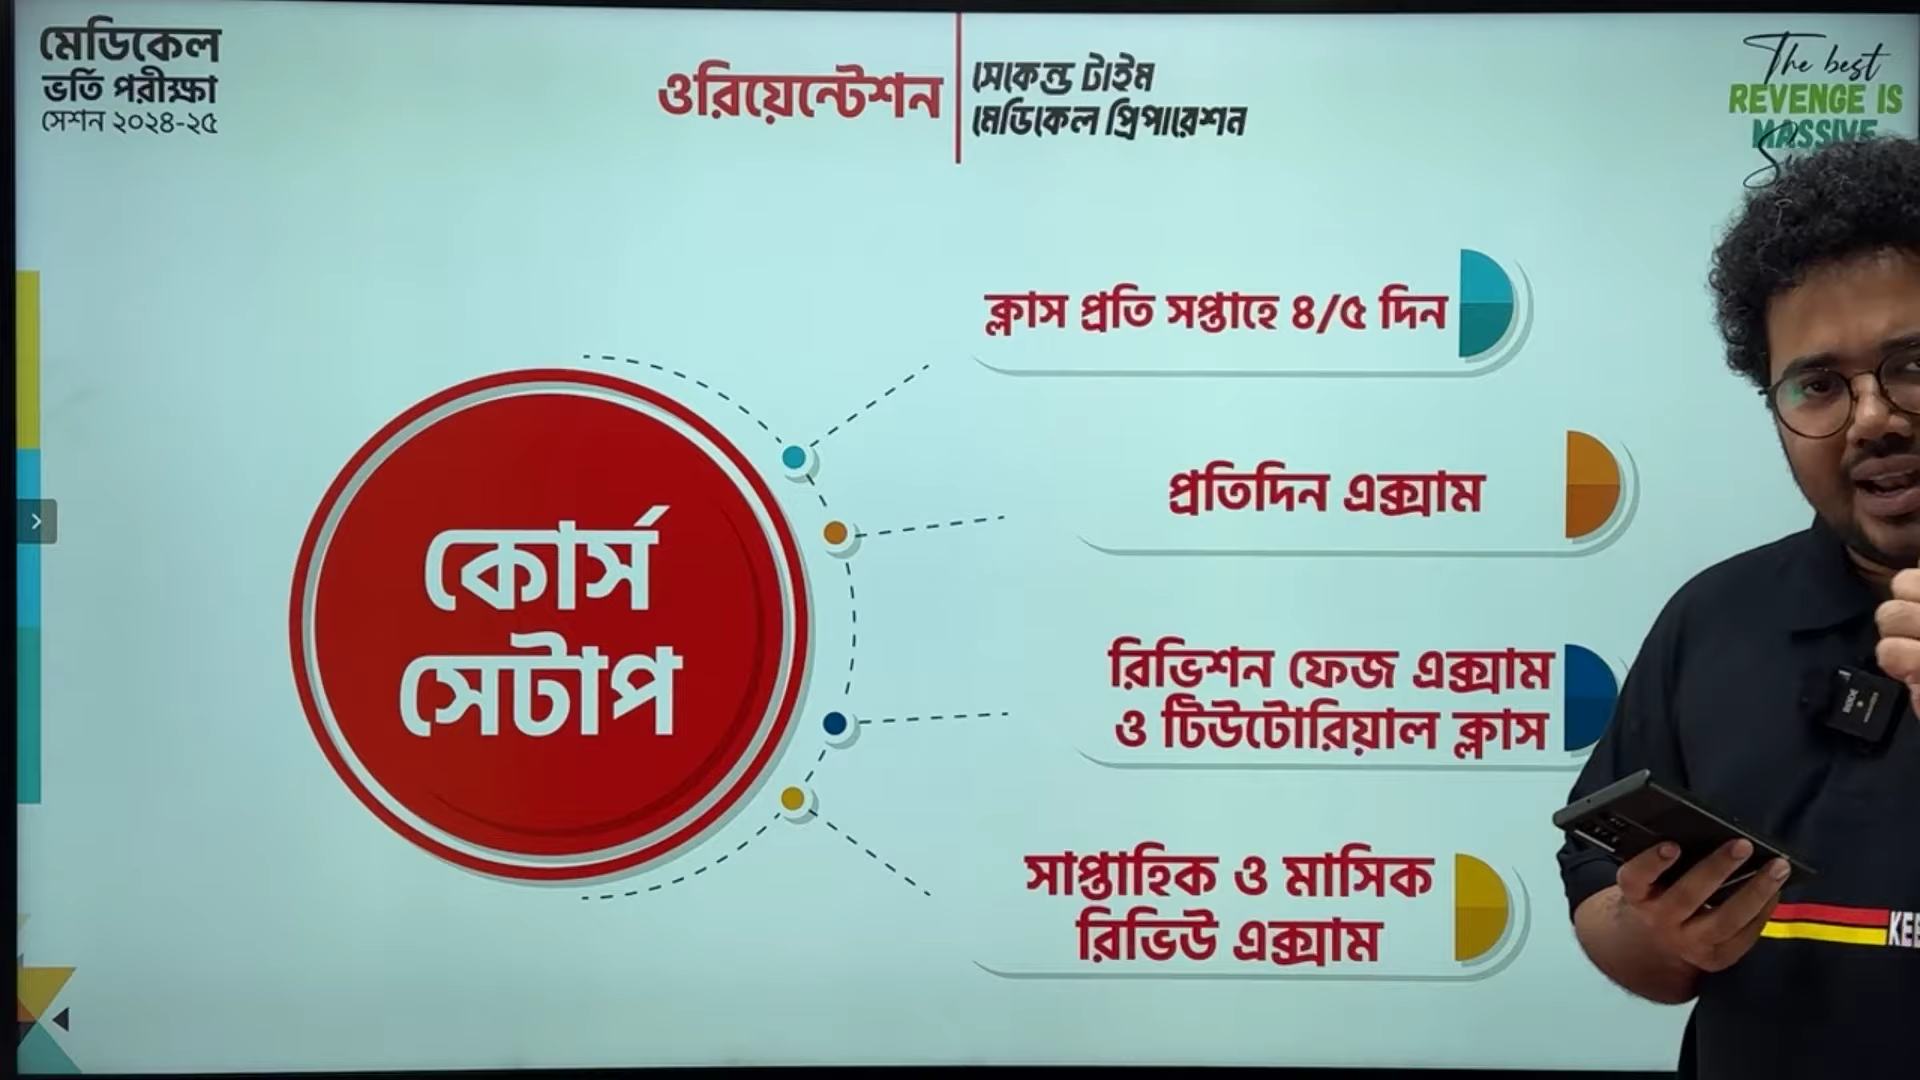 মেডিকেল
ভর্তি পরীক্ষা
সেশন ২০২৪-২৫
ওরিয়েন্টেশন
সেকেন্ড টাইম
মেডিকেল প্রিপারেশন
The best
REVENGE IS
MASSIVE
ক্লাস প্রতি সপ্তাহে ৪/৫ দিন
প্রতিদিন এক্সাম
কোর্স
সেটাপ
রিভিশন ফেজ এক্সাম
ও টিউটোরিয়াল ক্লাস
সাপ্তাহিক ও মাসিক
রিভিউ এক্সাম